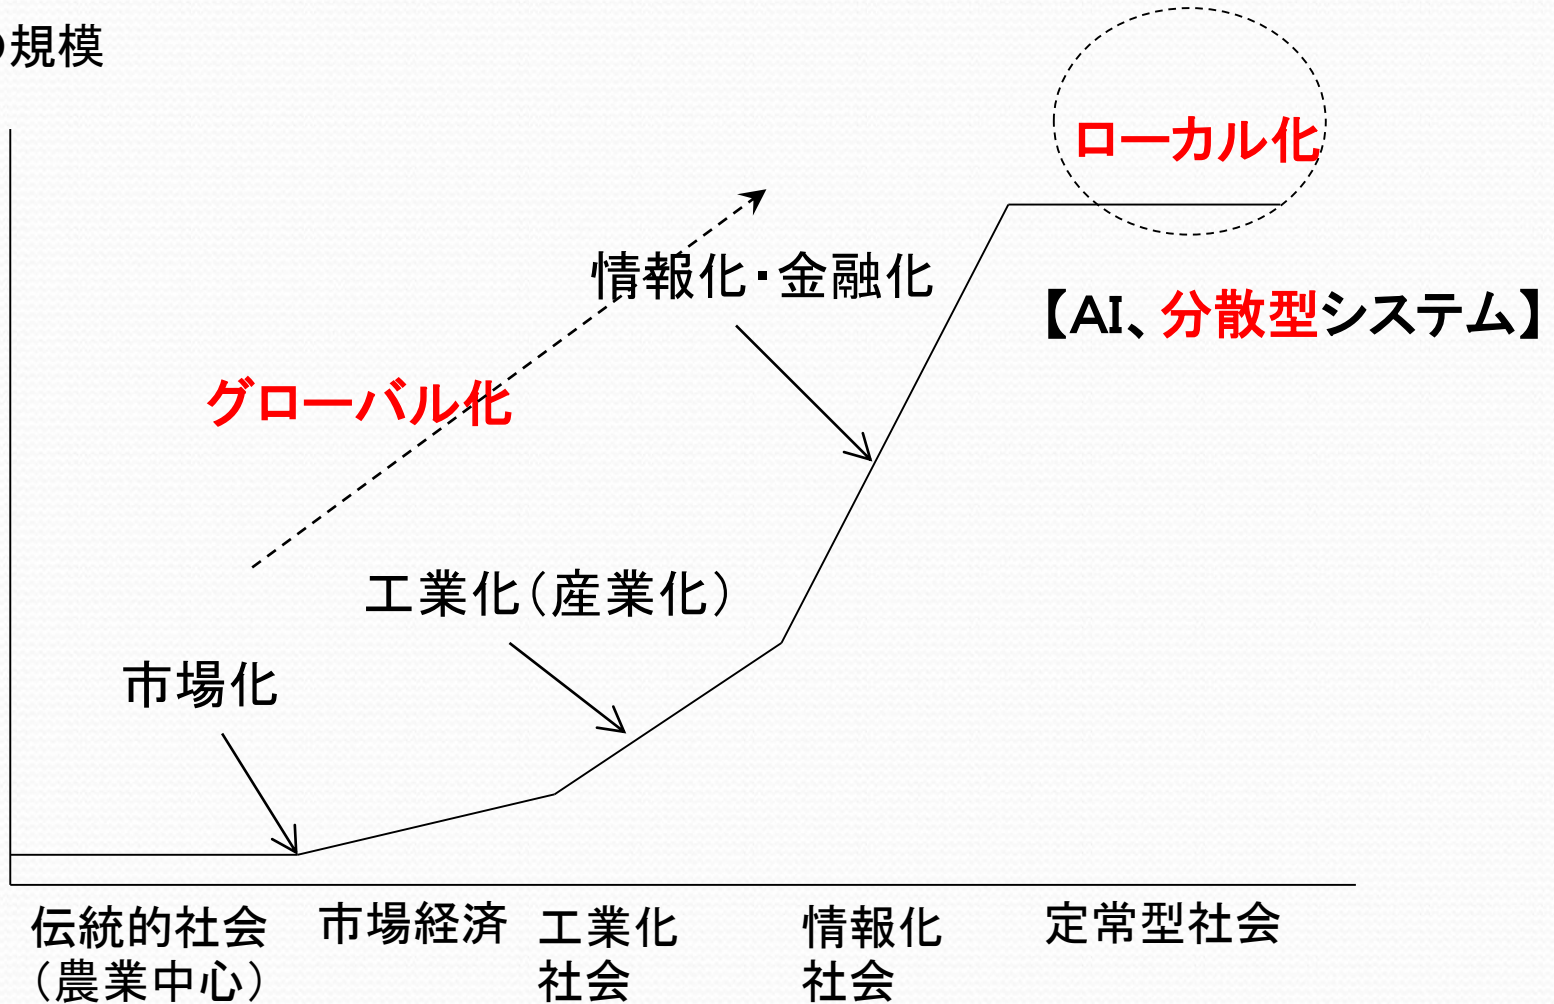 の規模
ローカル化
情報化・金融化
【AI、分散型システム】
グローバル化
工業化(産業化)
市場化
伝統的社会
(農業中心)
市場経済
工業化
社会
情報化
社会
定常型社会